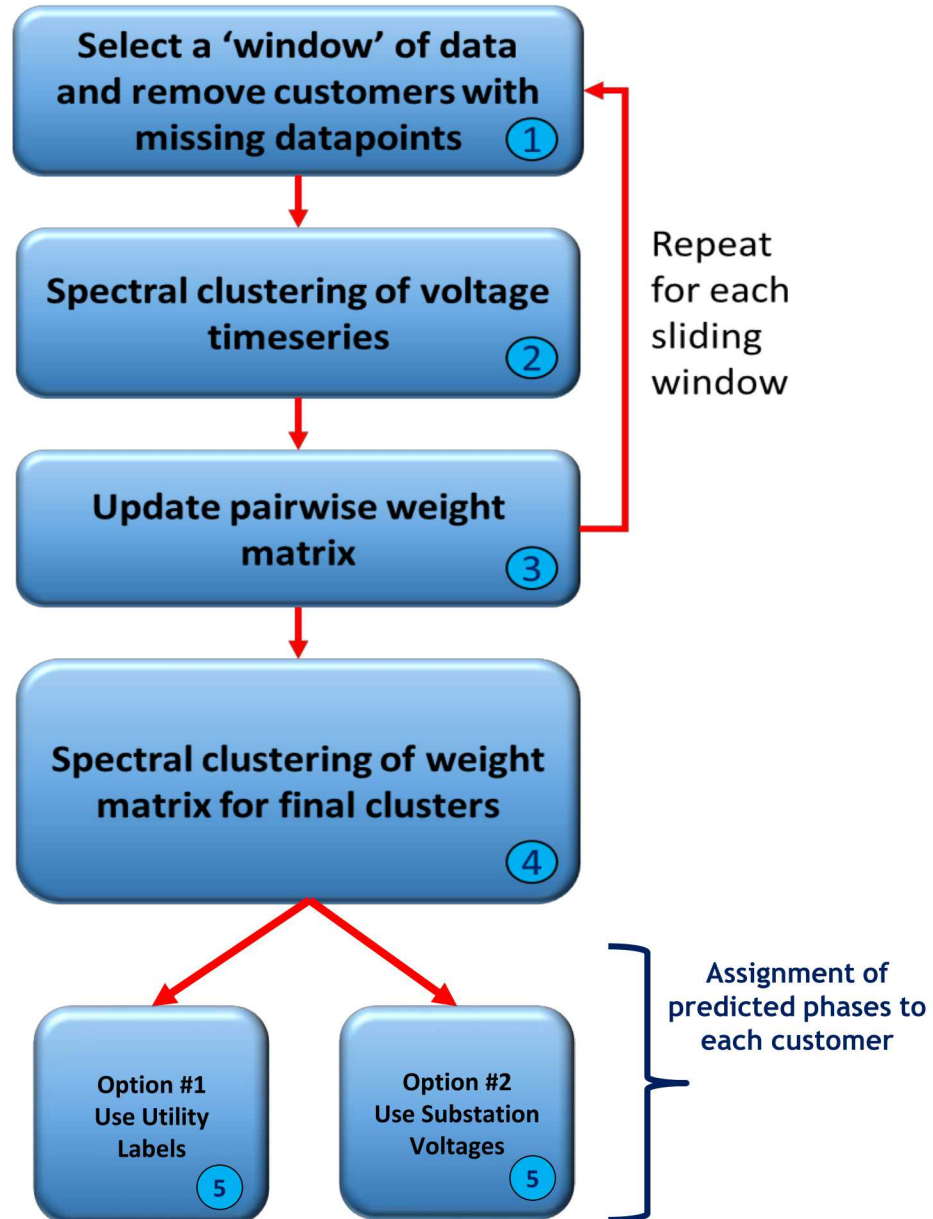 Select a ‘window’ of data
and remove customers with
missing datapoints
1
Repeat
for each
sliding
window
Spectral clustering of voltage
timeseries
2
Update pairwise weight
matrix
3
Spectral clustering of weight
matrix for final clusters
4
Assignment of
predicted phases to
each customer
Option #1
Use Utility
Labels
5
Option #2
Use Substation
Voltages
5